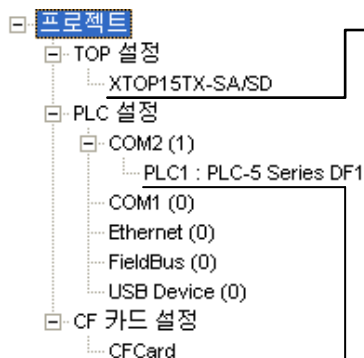 프로젝트
TOP 설정
XTOP15TX-SA/SD
PLC 설정
COM2 (1)
PLC1 : PLC-5 Series DF1
COM1 (0)
Ethernet (0)
FieldBus (0)
USB Device (0)
CF 카드 설정
CFCard